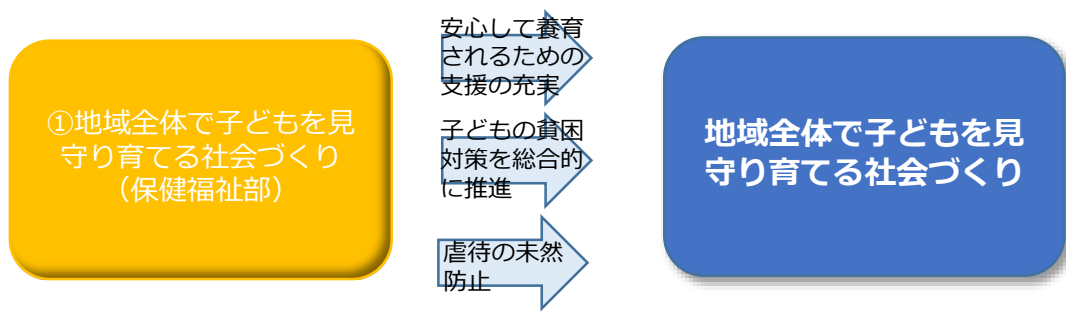 ①地域全体で子どもを見
守り育てる社会づくり
（保健福祉部）
安心して養育
されるための
支援の充実
子どもの貧困
対策を総合的
に推進
虐待の未然
防止
地域全体で子どもを見
守り育てる社会づくり